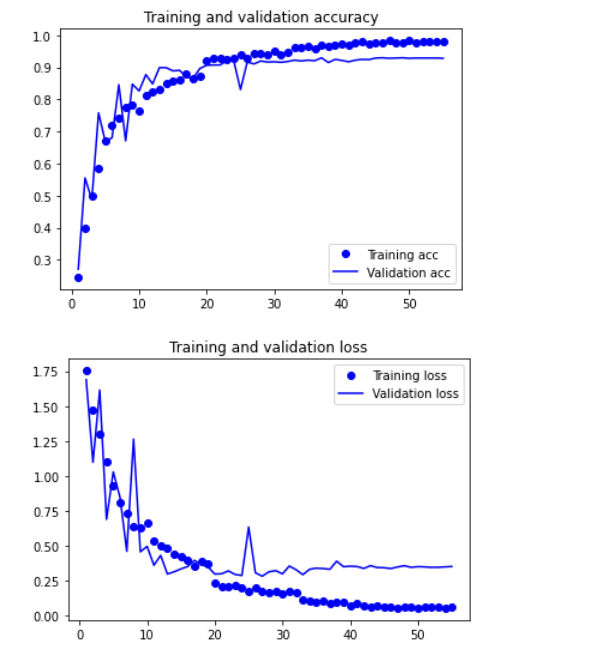 Training and validation accuracy
1.0
0.9
0.8
0.7
0.6
0.5
0.4
0.3
Training acc
Validation acc
0 10 20 30 40 50
Training and validation loss
1.75
1.50
1.25
1.00
0.75
0.50
0.25
0.00
Training loss
Validation loss
0 10 20 30 40 50